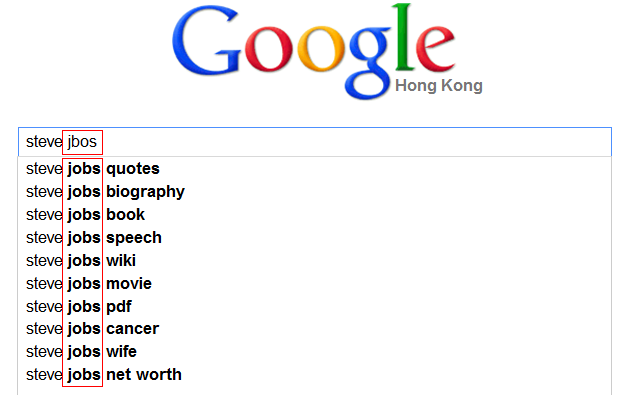 Google
Hong Kong
steve jbos
steve jobs quotes
steve jobs biography
steve jobs book
steve jobs speech
steve jobs wiki
steve jobs movie
steve jobs pdf
steve jobs cancer
steve jobs wife
steve jobs net worth